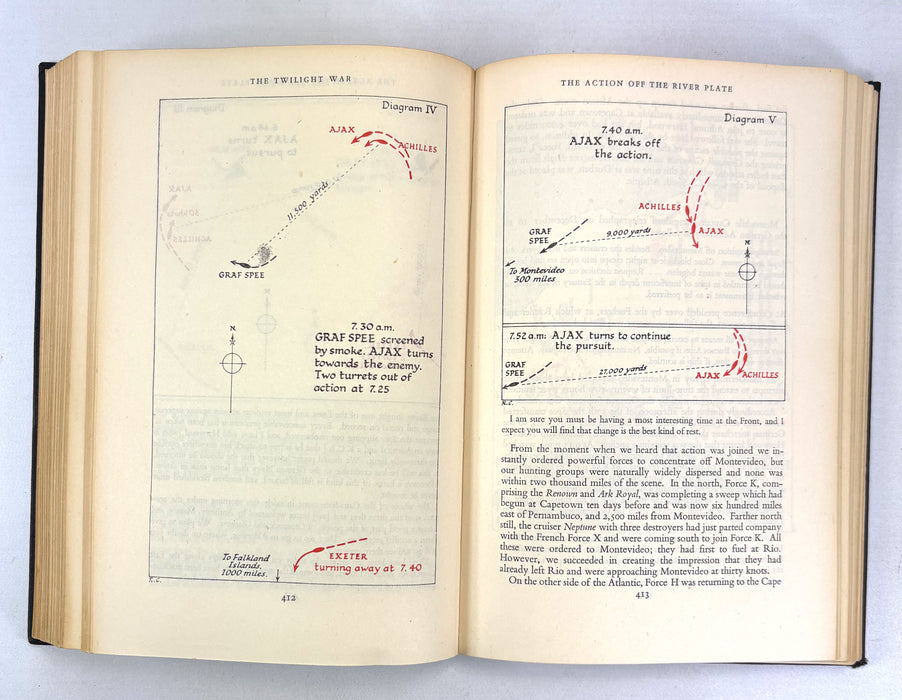 THE TWILIGHT WAR
Diagram IV
AJAX
ACHILLES
11,500 yards
GRAF SPEE
N.
7.30 a.m.
GRAF SPEE screened
by smoke. AJAX turns
towards the enemy.
Two turrets out of
action at 7.25
To Falkland
Islands.
1000 miles.
EXETER
turning away at 7.40
412
THE ACTION OFF THE RIVER PLATE
Diagram V
7.40 a.m.
AJAX breaks off
the action.
ACHILLES
GRAF
SPEE
9,000 yards
AJAX
N
To Montevideo
300 miles
7.52 a.m: AJAX turns to continue
the pursuit.
GRAF
SPEE
27,000 yards
AJAX
ACHILLES
I am sure you must be having a most interesting time at the Front, and I
expect you will find that change is the best kind of rest.
From the moment when we heard that action was joined we in-
stantly ordered powerful forces to concentrate off Montevideo, but
our hunting groups were naturally widely dispersed and none was
within two thousand miles of the scene. In the north, Force K, com-
prising the Renown and Ark Royal, was completing a sweep which had
begun at Capetown ten days before and was now six hundred miles
east of Pernambuco, and 2,500 miles from Montevideo. Farther north
still, the cruiser Neptune with three destroyers had just parted company
with the French Force X and were coming south to join Force K. All
these were ordered to Montevideo; they had first to fuel at Rio.
However, we succeeded in creating the impression that they had
already left Rio and were approaching Montevideo at thirty knots.
On the other side of the Atlantic, Force H was returning to the Cape
413